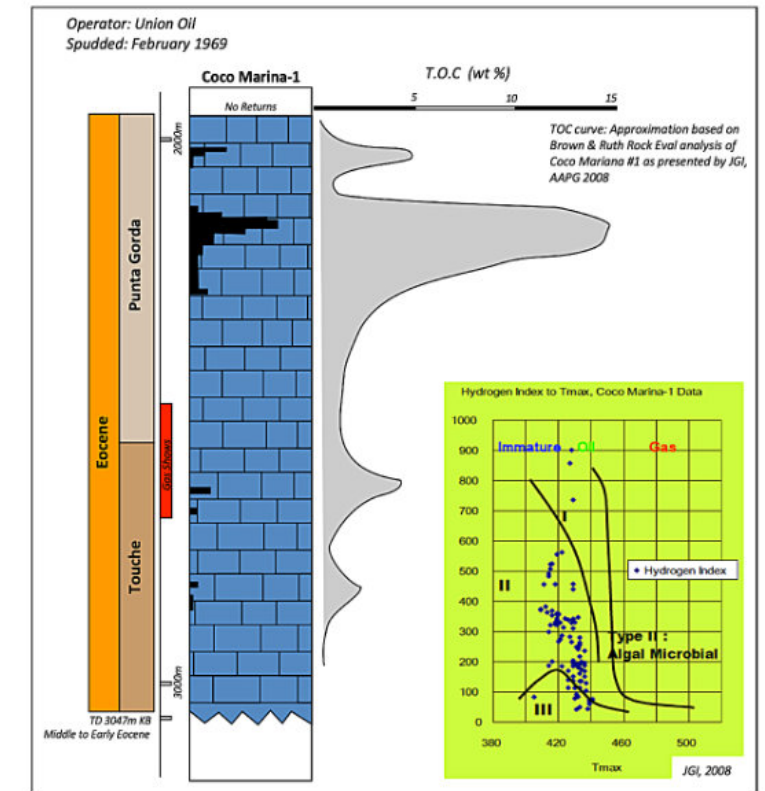 Operator: Union Oil
Spudded: February 1969
Coco Marina-1
No Returns
T.O.C (wt %)
5
10
15
TOC curve: Approximation based on
Brown & Ruth Rock Eval analysis of
Coco Mariana #1 as presented by JGI,
AAPG 2008
2000m
Eocene
Punta Gorda
Touche
Gas Shows
3000m
TD 3047m KB
Middle to Early Eocene
Hydrogen Index to Tmax, Coco Marina-1 Data
1000
900
800
700
600
500
400
300
200
100
0
Immature
Oil
Gas
I
II
III
Hydrogen Index
Type II :
Algal Microbial
380
420
460
500
Tmax
JGI, 2008